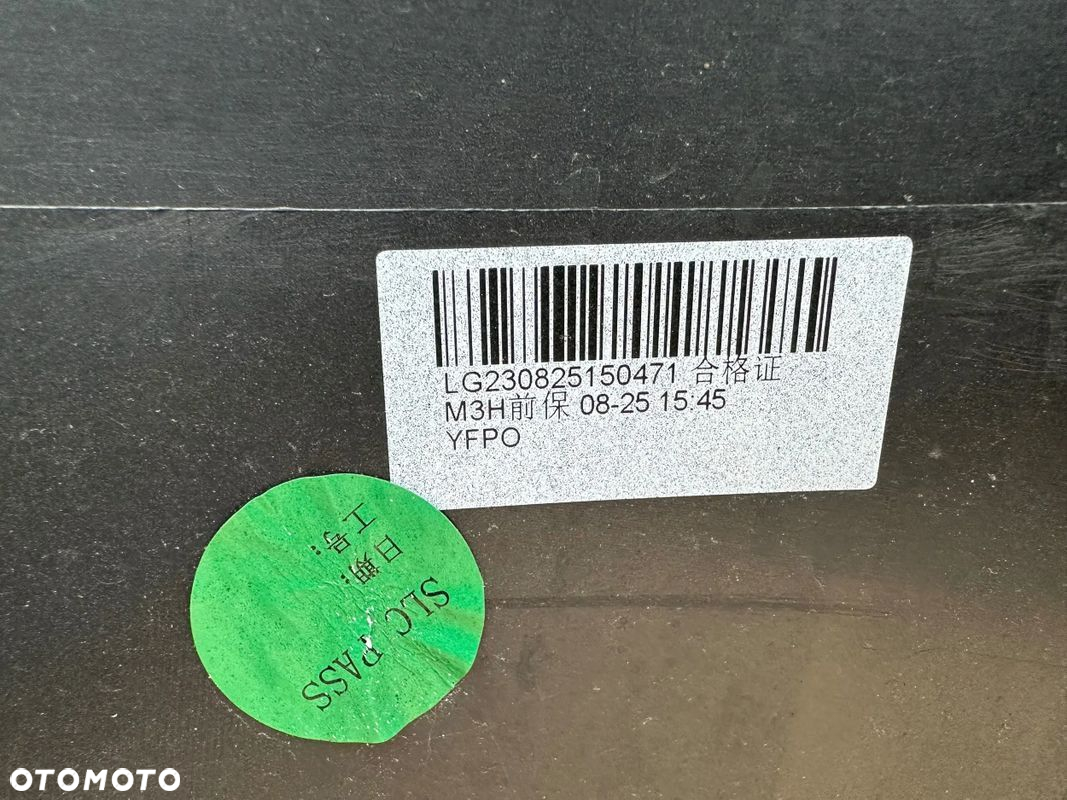 LG230825150471 合格证
M3H前保 08-25 15:45
YFPO
SLC PASS
日期:
工号:
OTOMOTO